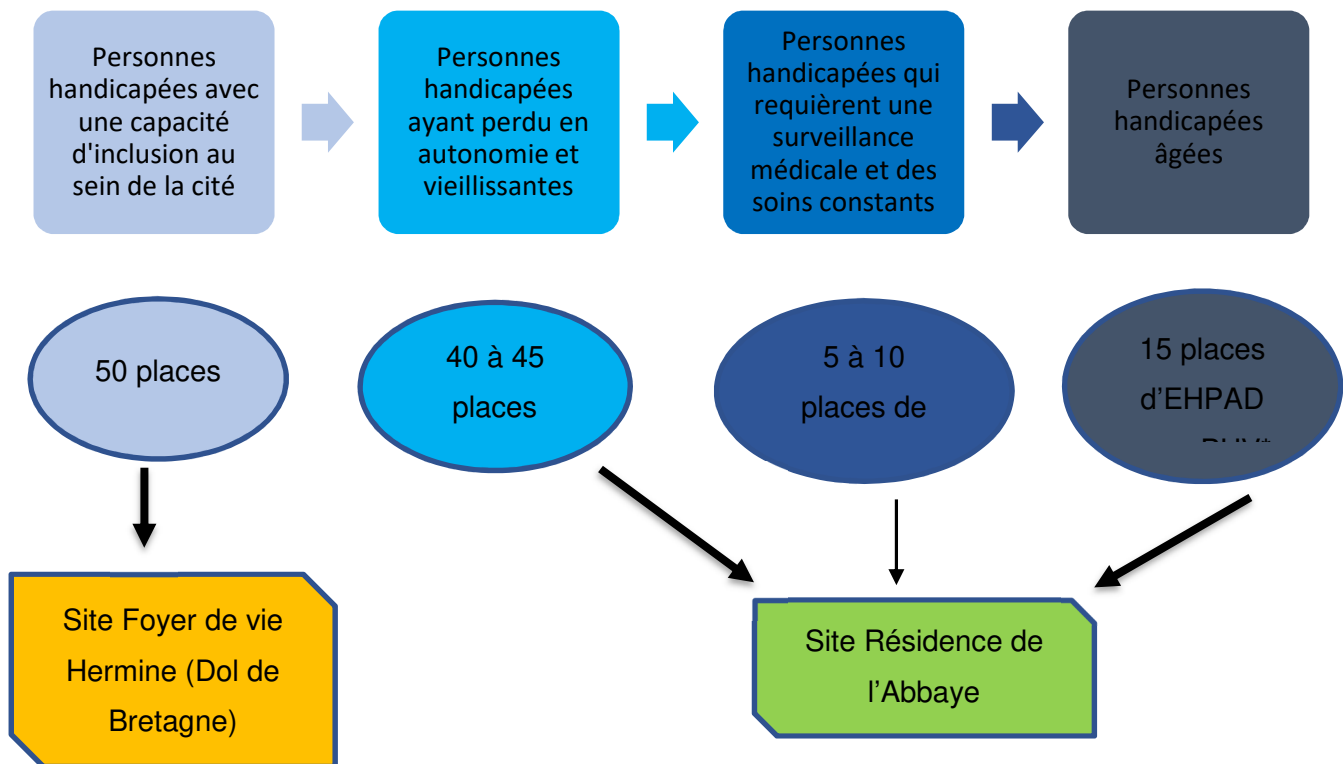 Personnes
handicapées avec
une capacité
d'inclusion au
sein de la cité
Personnes
handicapées
ayant perdu en
autonomie et
vieillissantes
Personnes
handicapées qui
requièrent une
surveillance
médicale et des
soins constants
Personnes
handicapées
âgées
50 places
40 à 45
places
5 à 10
places de
15 places
d'EHPAD
Site Foyer de vie
Hermine (Dol de
Bretagne)
Site Résidence de
l'Abbaye